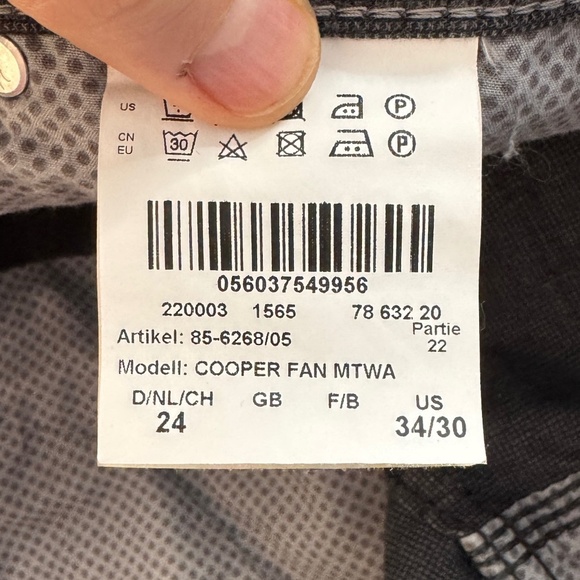 US P
CN EU 30 P
056037549956
220003 1565 78 632 20
Artikel: 85-6268/05 Partie 22
Modell: COOPER FAN MTWA
D/NL/CH GB F/B US
24 34/30